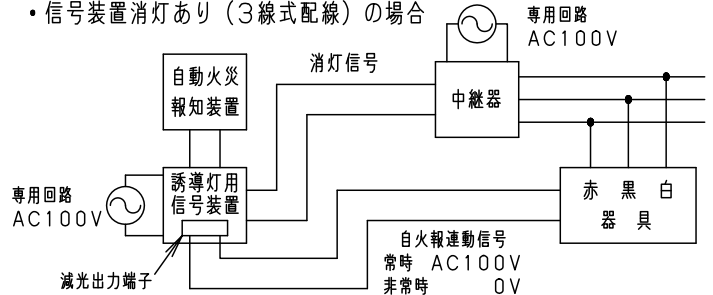 ・信号装置消灯あり（3線式配線）の場合
専用回路
AC100V
消灯信号
自動火災
報知装置
中継器
誘導灯用
信号装置
専用回路
AC100V
赤 黒 白
器 具
自火報連動信号
常時 AC100V
非常時 0V
減光出力端子